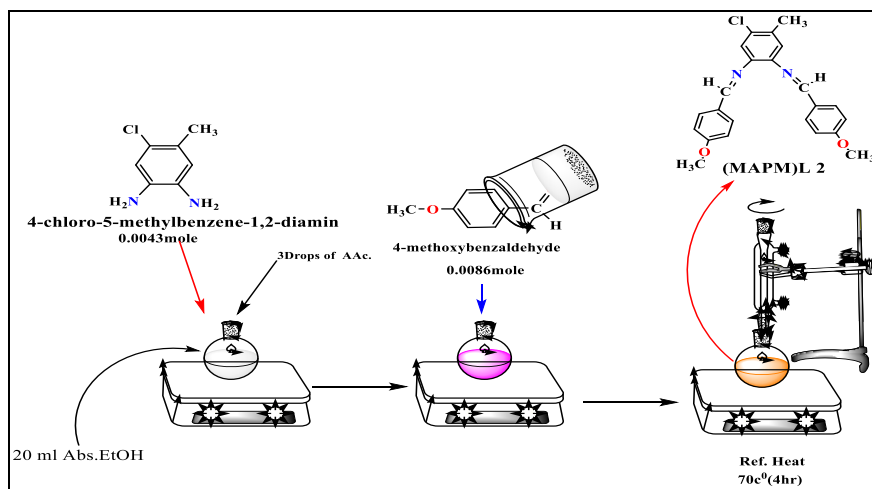 Cl
CH₃
NH₂
NH₂
4-chloro-5-methylbenzene-1,2-diamin
0.0043mole
3Drops of AAc.
20 ml Abs.EtOH
H₃C
O
C
H
4-methoxybenzaldehyde
0.0086mole
Cl
CH₃
H
C
N
N
C
H
O
H₃C
O
CH₃
(MAPM)L 2
Ref. Heat
70c⁰(4hr)